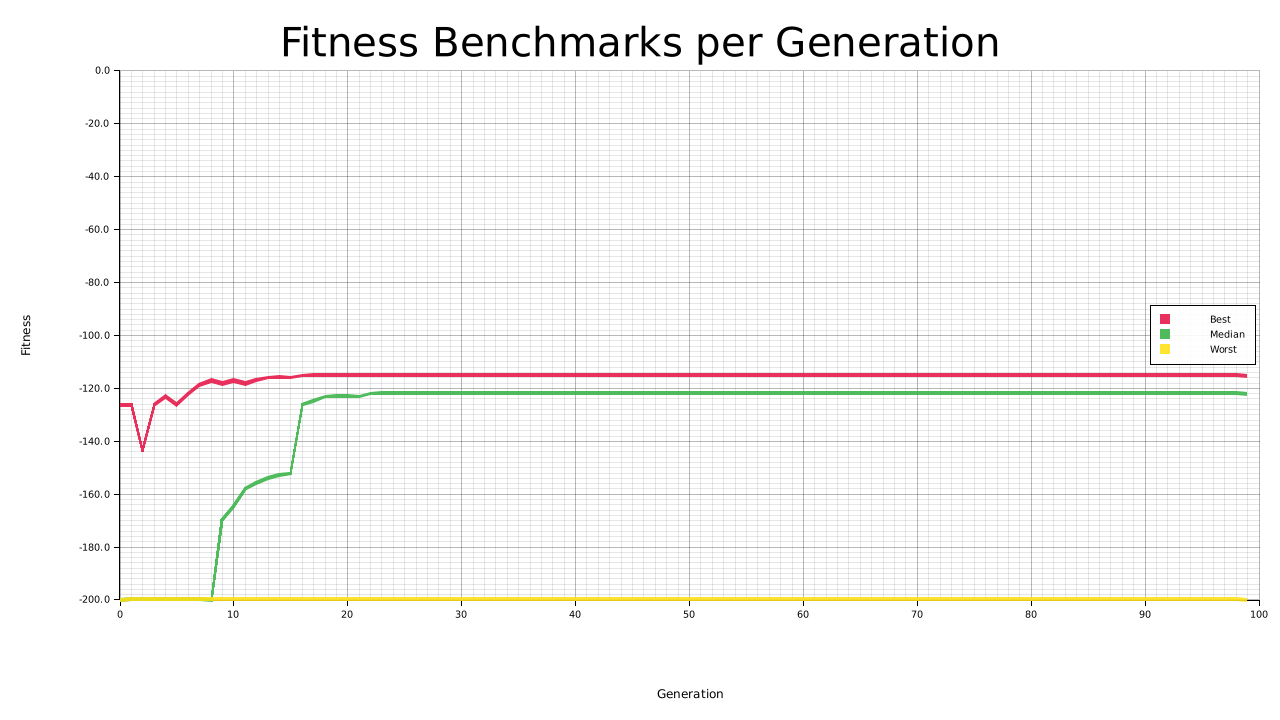 Fitness Benchmarks per Generation
0.0
-20.0
-40.0
-60.0
-80.0
-100.0
-120.0
-140.0
-160.0
-180.0
-200.0
Fitness
Best
Median
Worst
0 10 20 30 40 50 60 70 80 90 100
Generation